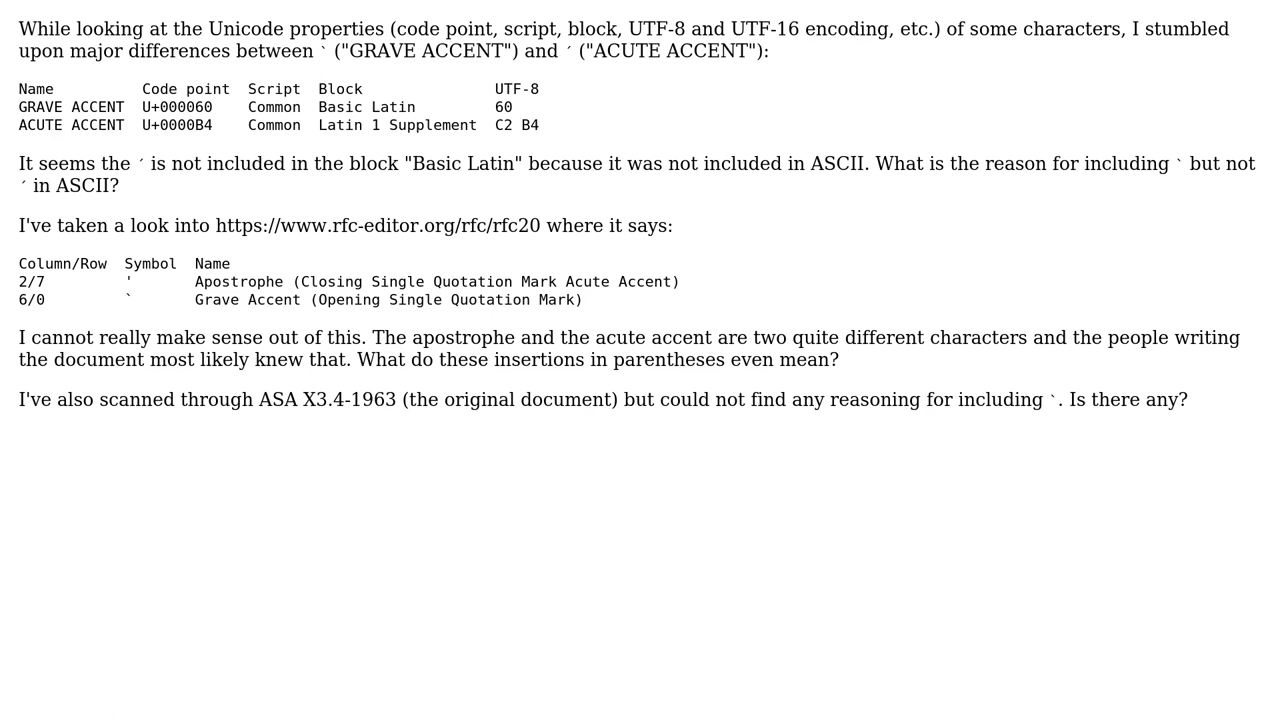 While looking at the Unicode properties (code point, script, block, UTF-8 and UTF-16 encoding, etc.) of some characters, I stumbled
upon major differences between ` ("GRAVE ACCENT") and ´ ("ACUTE ACCENT"):
Name          Code point  Script  Block               UTF-8
GRAVE ACCENT  U+000060    Common  Basic Latin         60
ACUTE ACCENT  U+0000B4    Common  Latin 1 Supplement  C2 B4
It seems the ´ is not included in the block "Basic Latin" because it was not included in ASCII. What is the reason for including ` but not
´ in ASCII?
I've taken a look into https://www.rfc-editor.org/rfc/rfc20 where it says:
Column/Row  Symbol  Name
2/7         '       Apostrophe (Closing Single Quotation Mark Acute Accent)
6/0         `       Grave Accent (Opening Single Quotation Mark)
I cannot really make sense out of this. The apostrophe and the acute accent are two quite different characters and the people writing
the document most likely knew that. What do these insertions in parentheses even mean?
I've also scanned through ASA X3.4-1963 (the original document) but could not find any reasoning for including `. Is there any?